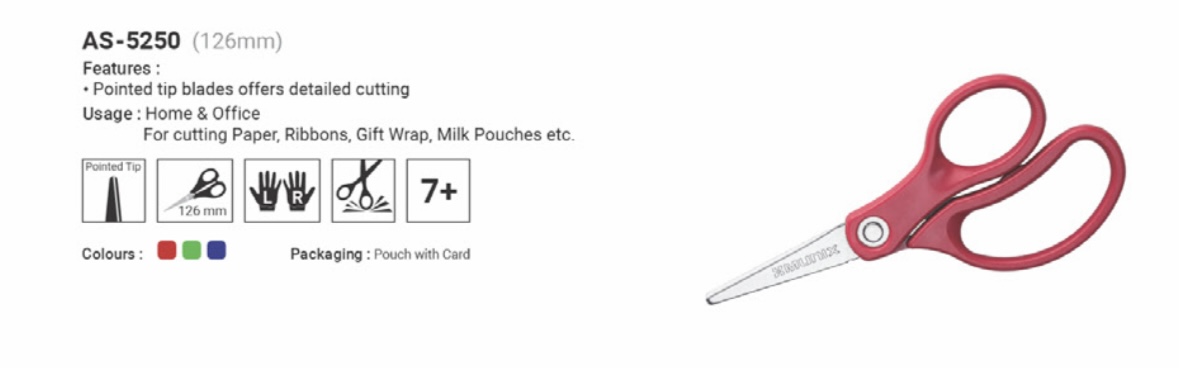 AS-5250 (126mm)
Features :
• Pointed tip blades offers detailed cutting
Usage : Home & Office
For cutting Paper, Ribbons, Gift Wrap, Milk Pouches etc.
Pointed Tip
126 mm
L R
7+
Colours :
Packaging : Pouch with Card